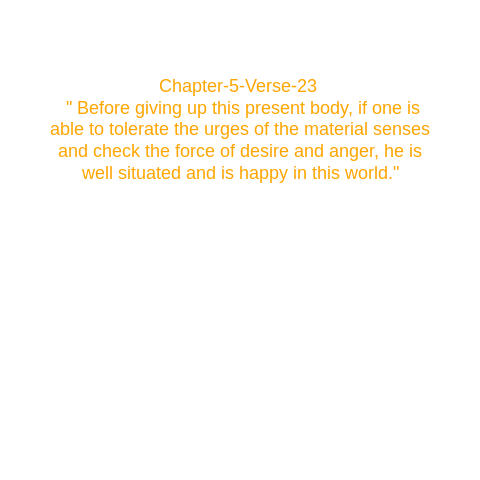 Chapter-5-Verse-23
" Before giving up this present body, if one is
able to tolerate the urges of the material senses
and check the force of desire and anger, he is
well situated and is happy in this world."